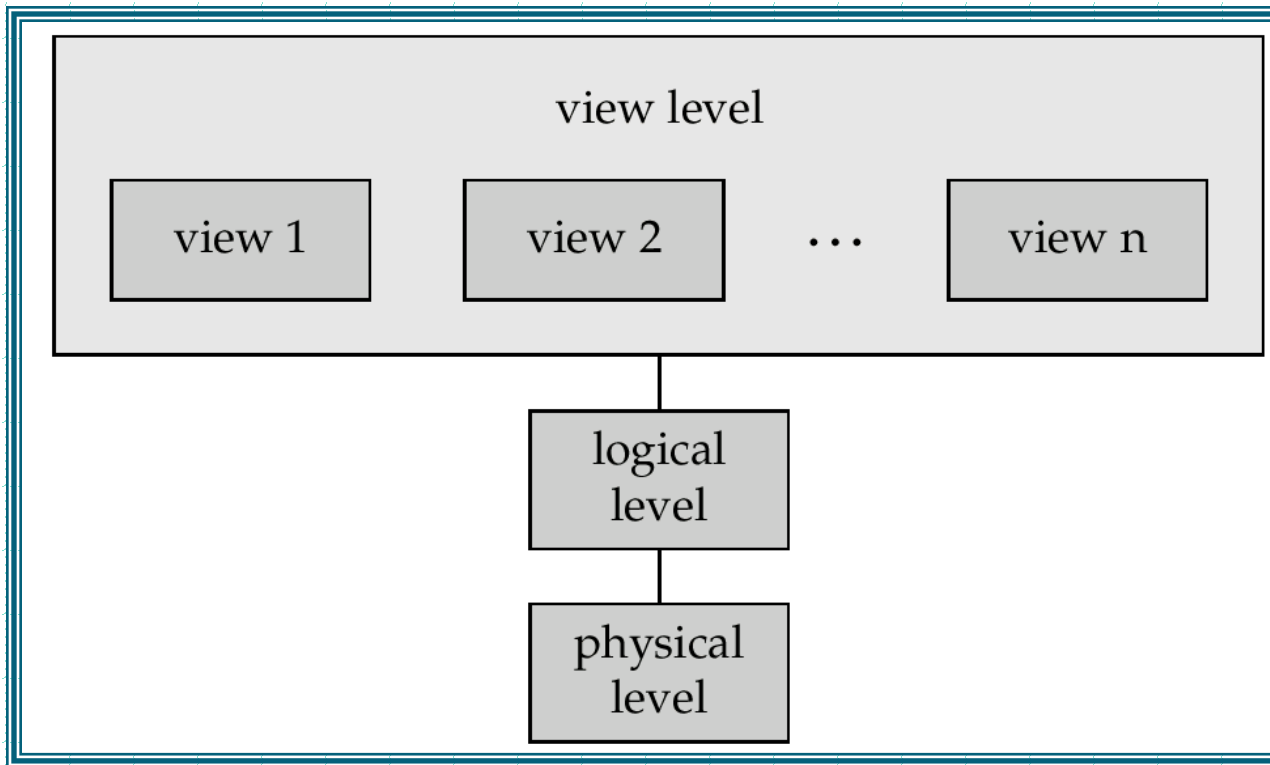 view level
view 1
view 2
...
view n
logical
level
physical
level